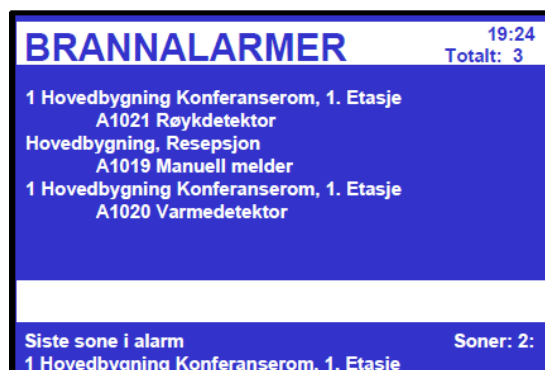 BRANNALARMER
19:24
Totalt: 3
1 Hovedbygning Konferanserom, 1. Etasje
A1021 Røykdetektor
Hovedbygning, Resepsjon
A1019 Manuell melder
1 Hovedbygning Konferanserom, 1. Etasje
A1020 Varmedetektor
Siste sone i alarm
Soner: 2:
1 Hovedbygning Konferanserom, 1. Etasje